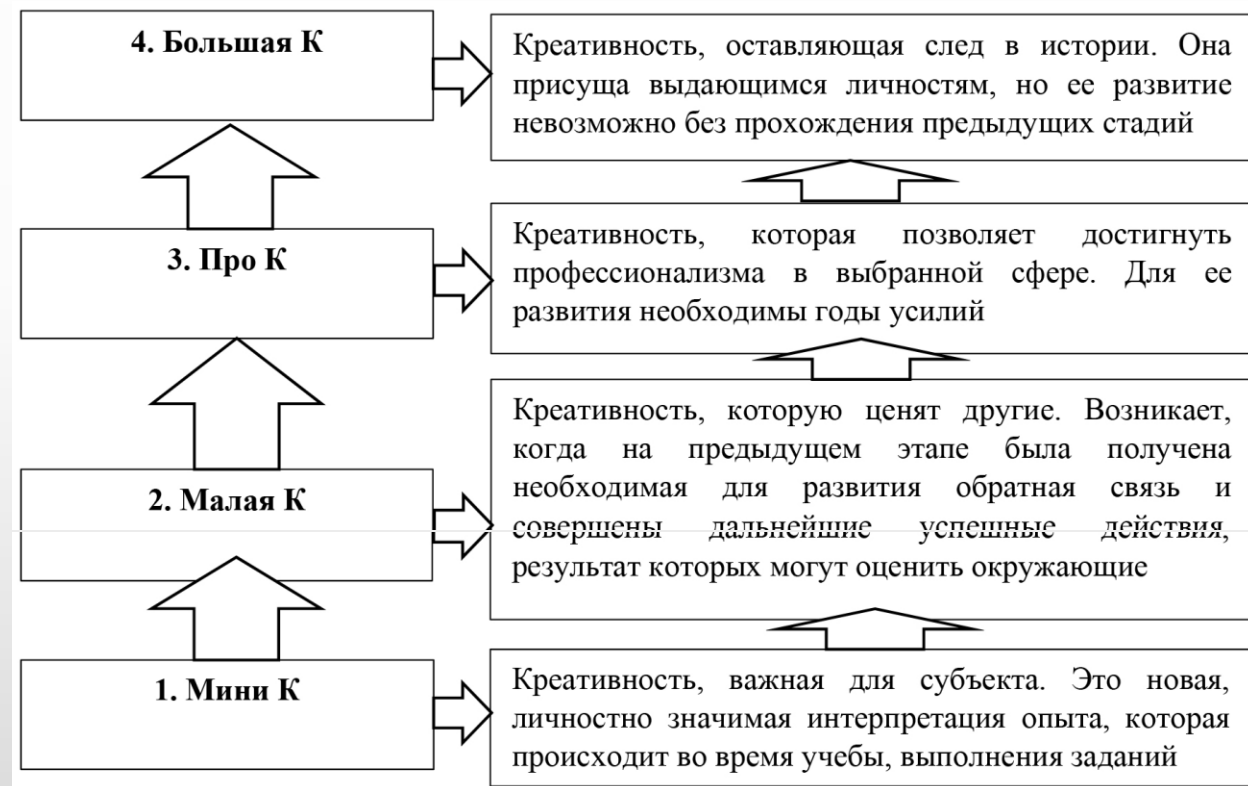 4. Большая К
Креативность, оставляющая след в истории. Она
присуща выдающимся личностям, но ее развитие
невозможно без прохождения предыдущих стадий
3. Про К
Креативность, которая позволяет достигнуть
профессионализма в выбранной сфере. Для ее
развития необходимы годы усилий
2. Малая К
Креативность, которую ценят другие. Возникает,
когда на предыдущем этапе была получена
необходимая для развития обратная связь и
совершены дальнейшие успешные действия,
результат которых могут оценить окружающие
1. Мини К
Креативность, важная для субъекта. Это новая,
личностно значимая интерпретация опыта, которая
происходит во время учебы, выполнения заданий